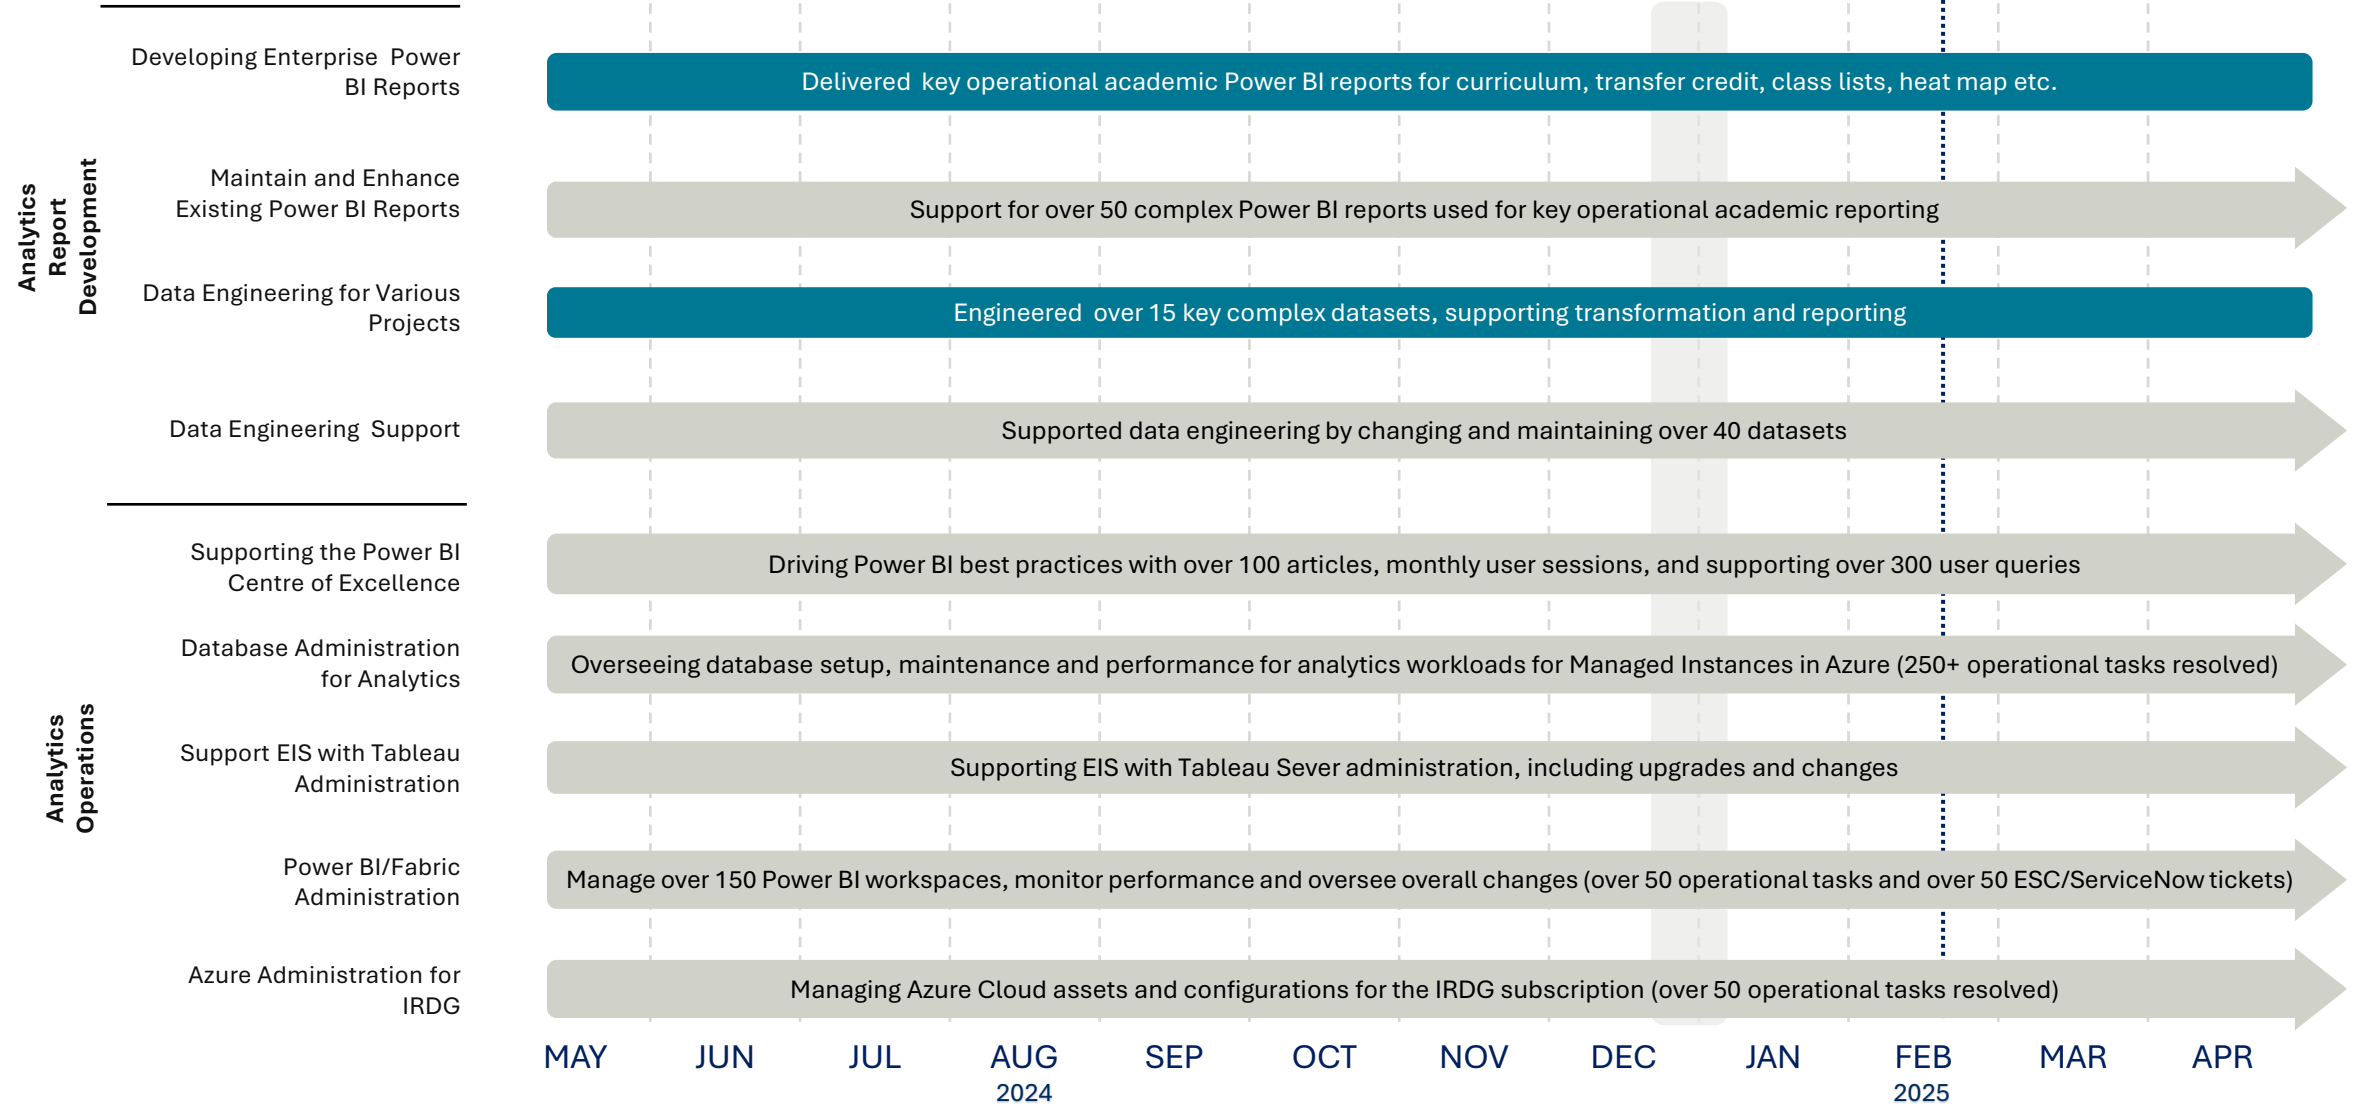 Analytics
Report
Development
Developing Enterprise  Power
BI Reports
Delivered  key operational academic Power BI reports for curriculum, transfer credit, class lists, heat map etc.
Maintain and Enhance
Existing Power BI Reports
Support for over 50 complex Power BI reports used for key operational academic reporting
Data Engineering for Various
Projects
Engineered  over 15 key complex datasets, supporting transformation and reporting
Data Engineering  Support
Supported data engineering by changing and maintaining over 40 datasets
Analytics
Operations
Supporting the Power BI
Centre of Excellence
Driving Power BI best practices with over 100 articles, monthly user sessions, and supporting over 300 user queries
Database Administration
for Analytics
Overseeing database setup, maintenance and performance for analytics workloads for Managed Instances in Azure (250+ operational tasks resolved)
Support EIS with Tableau
Administration
Supporting EIS with Tableau Sever administration, including upgrades and changes
Power BI/Fabric
Administration
Manage over 150 Power BI workspaces, monitor performance and oversee overall changes (over 50 operational tasks and over 50 ESC/ServiceNow tickets)
Azure Administration for
IRDG
Managing Azure Cloud assets and configurations for the IRDG subscription (over 50 operational tasks resolved)
MAY JUN JUL AUG SEP OCT NOV DEC JAN FEB MAR APR
2024 2025